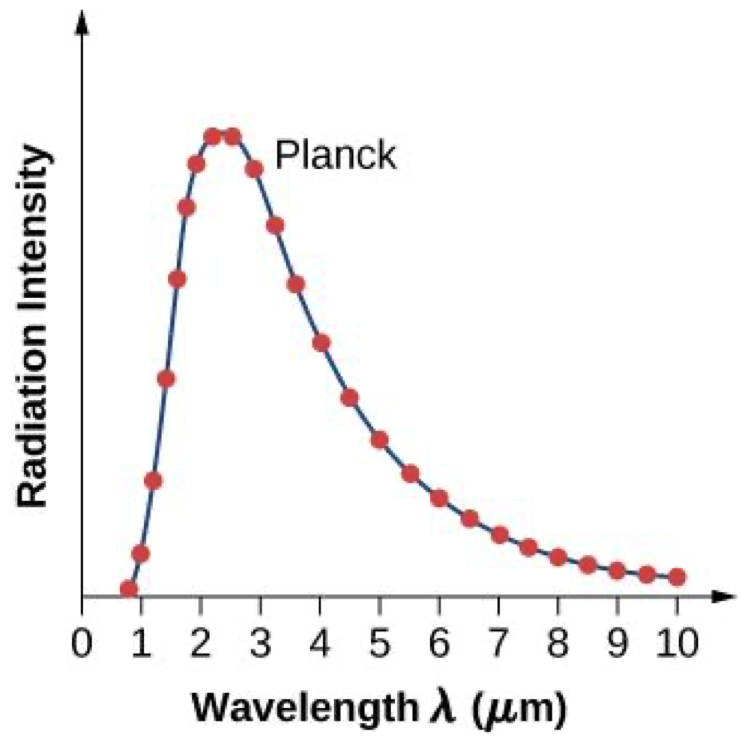 Planck
Radiation Intensity
0 1 2 3 4 5 6 7 8 9 10
Wavelength λ (μm)